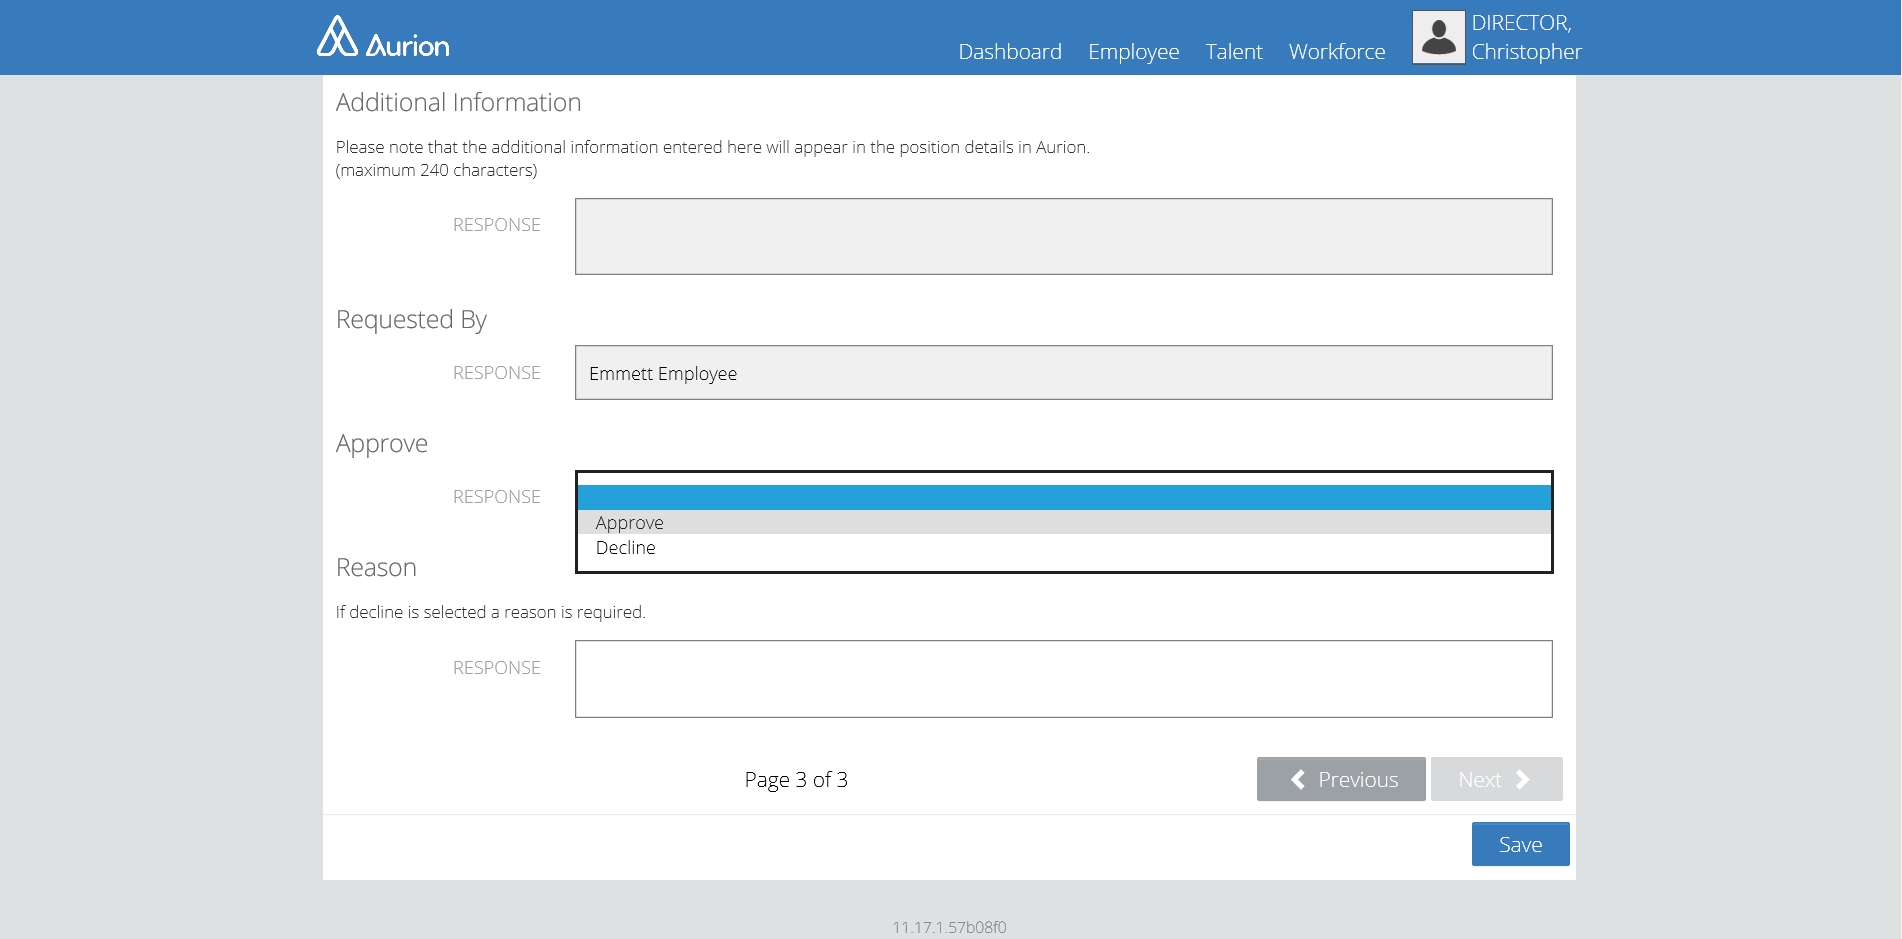 Aurion
Dashboard Employee Talent Workforce
DIRECTOR,
Christopher
Additional Information
Please note that the additional information entered here will appear in the position details in Aurion.
(maximum 240 characters)
RESPONSE
Requested By
RESPONSE Emmett Employee
Approve
RESPONSE
Approve
Decline
Reason
If decline is selected a reason is required.
RESPONSE
Page 3 of 3 Previous Next
Save
11.17.1.57b08f0